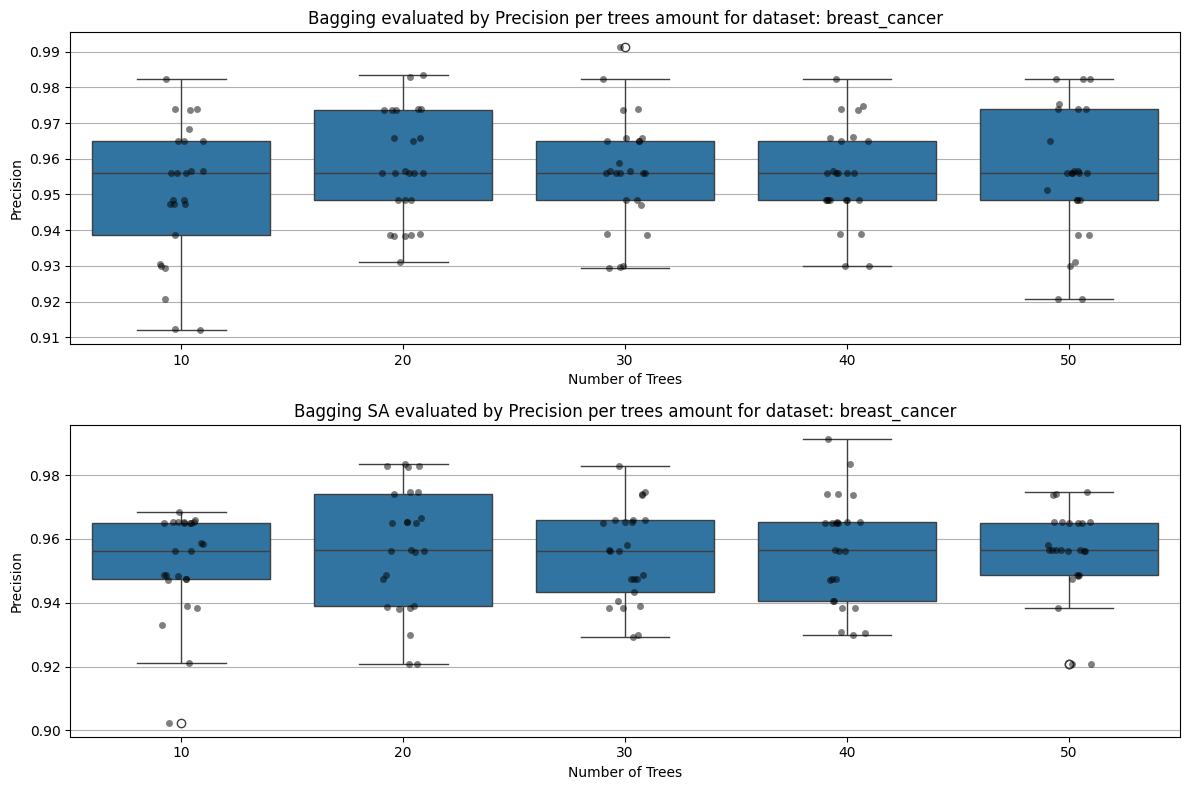 Bagging evaluated by Precision per trees amount for dataset: breast_cancer
0.99
0.98
0.97
0.96
0.95
0.94
0.93
0.92
0.91
Precision
10 20 30 40 50
Number of Trees
Bagging SA evaluated by Precision per trees amount for dataset: breast_cancer
0.98
0.96
0.94
0.92
0.90
Precision
10 20 30 40 50
Number of Trees